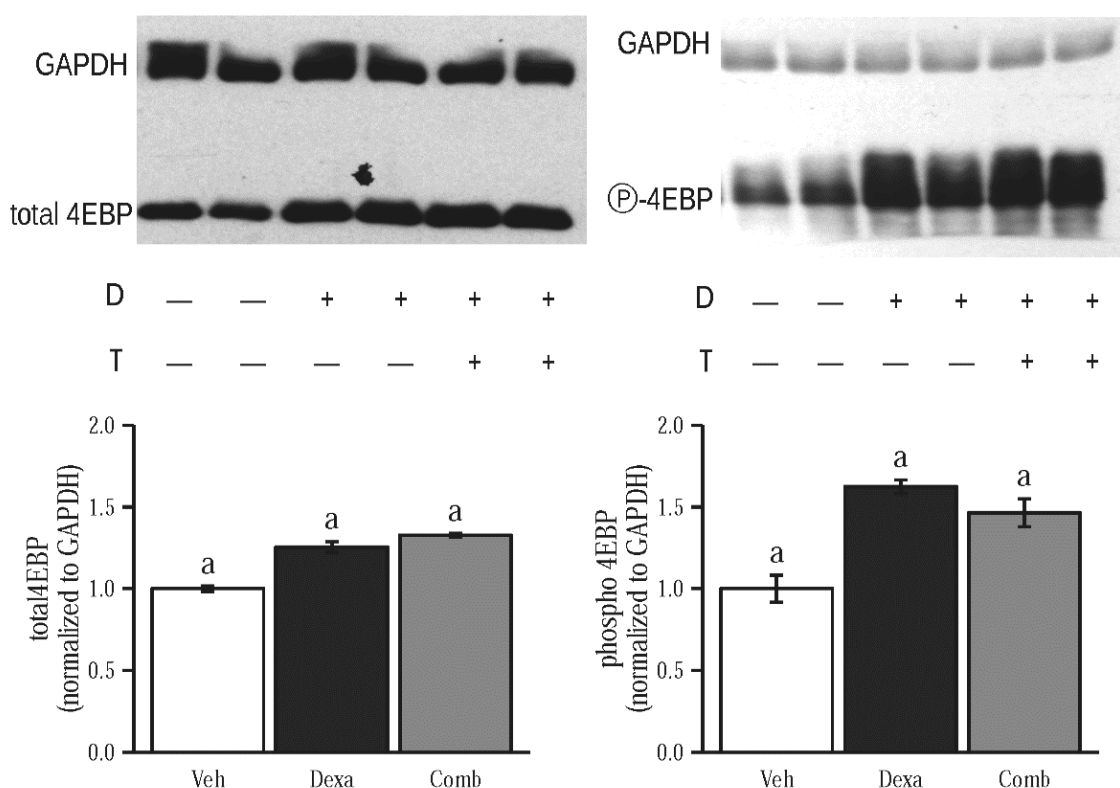 GAPDH
total 4EBP
D — — + + + +
T — — — — + +
GAPDH
Ⓟ-4EBP
D — — + + + +
T — — — — + +
total4EBP
(normalized to GAPDH)
2.0
1.5
1.0
0.5
0.0
a
a
a
Veh Dexa Comb
phospho 4EBP
(normalized to GAPDH)
2.0
1.5
1.0
0.5
0.0
a
a
a
Veh Dexa Comb